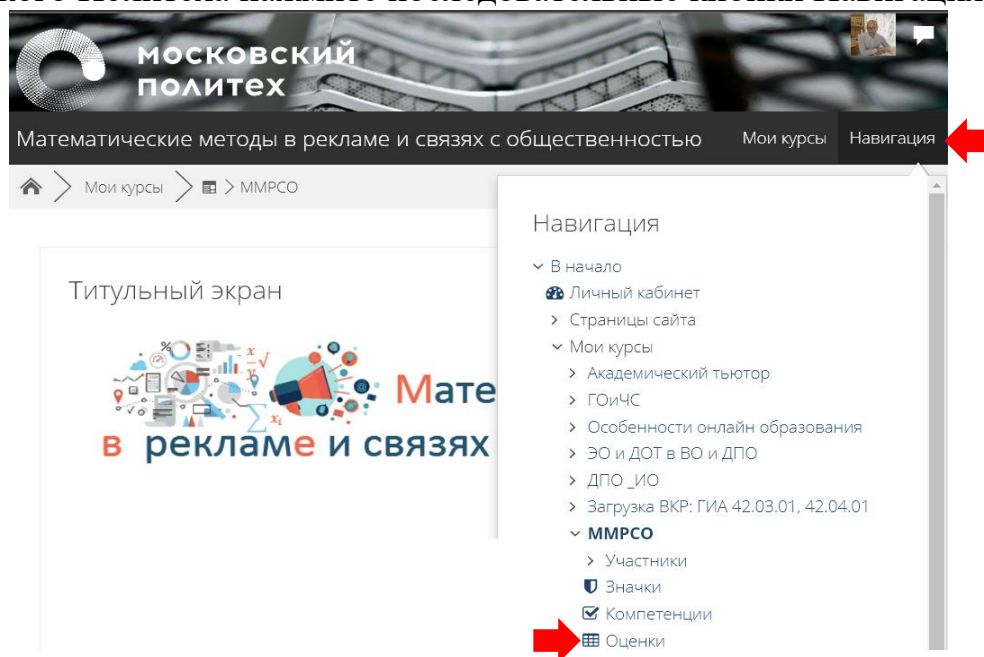 московский
политех
Математические методы в рекламе и связях с общественностью Мои курсы Навигация
Мои курсы > ММРСО
Навигация
В начало
Личный кабинет
Страницы сайта
Мои курсы
Академический тьютор
ГОиЧС
Особенности онлайн образования
ЭО и ДОТ в ВО и ДПО
ДПО _ИО
Загрузка ВКР: ГИА 42.03.01, 42.04.01
ММРСО
Участники
Значки
Компетенции
Оценки
Титульный экран
Мате
в рекламе и связях